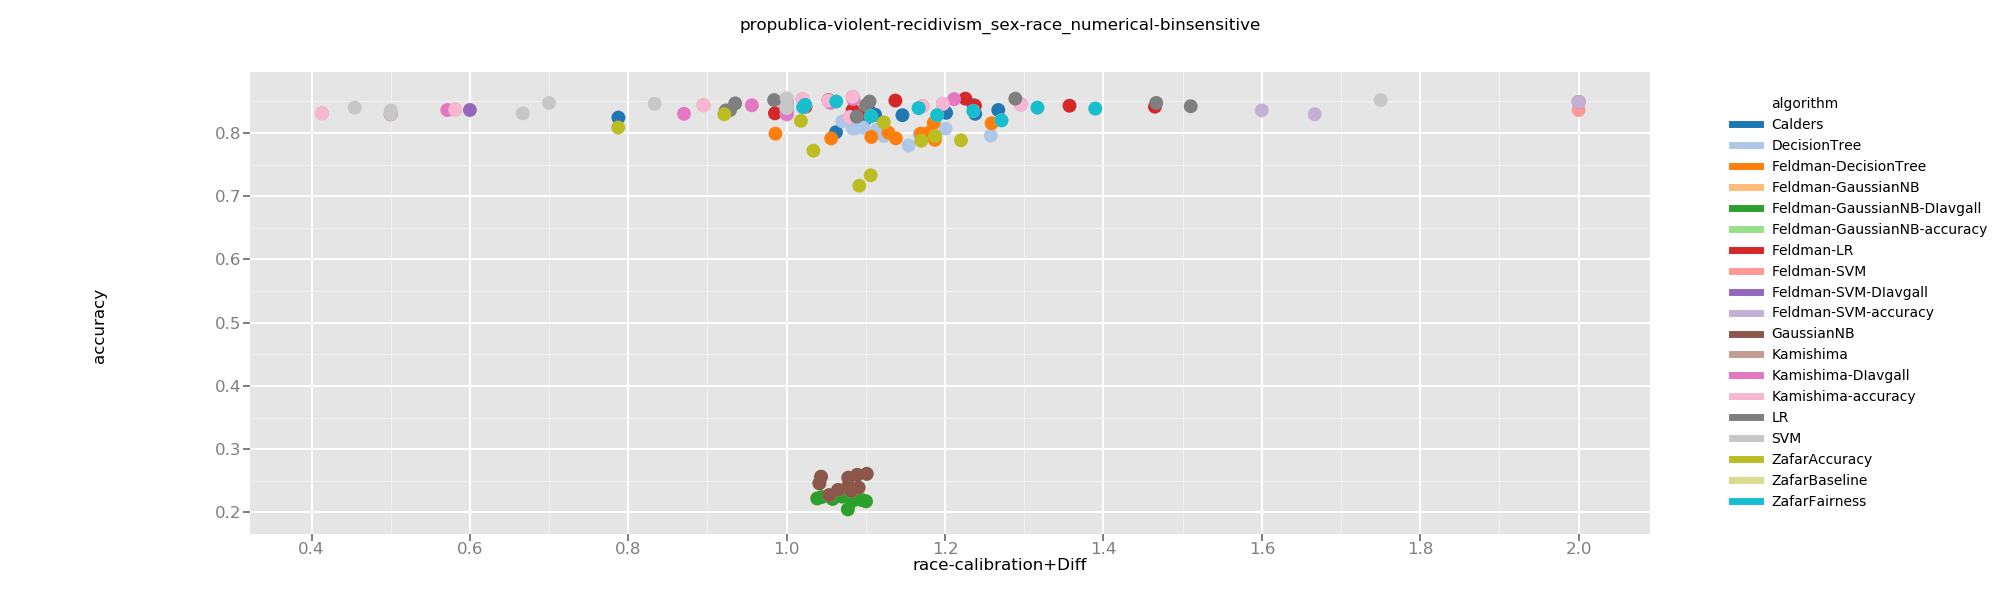 propublica-violent-recidivism_sex-race_numerical-binsensitive
accuracy
0.8
0.7
0.6
0.5
0.4
0.3
0.2
0.4 0.6 0.8 1.0 1.2 1.4 1.6 1.8 2.0
race-calibration+Diff
algorithm
Calders
DecisionTree
Feldman-DecisionTree
Feldman-GaussianNB
Feldman-GaussianNB-DIavgall
Feldman-GaussianNB-accuracy
Feldman-LR
Feldman-SVM
Feldman-SVM-DIavgall
Feldman-SVM-accuracy
GaussianNB
Kamishima
Kamishima-DIavgall
Kamishima-accuracy
LR
SVM
ZafarAccuracy
ZafarBaseline
ZafarFairness